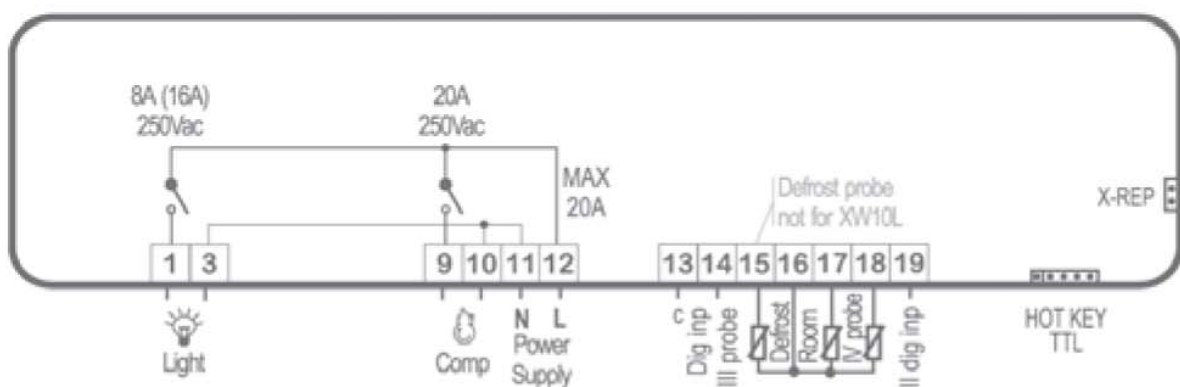 8A (16A)
250Vac
20A
250Vac
MAX
20A
Defrost probe
not for XW10L
X-REP
1 3 9 10 11 12 13 14 15 16 17 18 19
Light
Comp
N L
Power
Supply
c
Dig inp
III probe
Defrost
Room
IV probe
II dig inp
HOT KEY
TTL